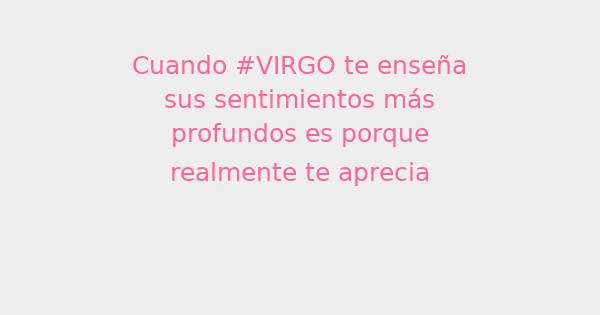 Cuando #VIRGO te enseña
sus sentimientos más
profundos es porque
realmente te aprecia